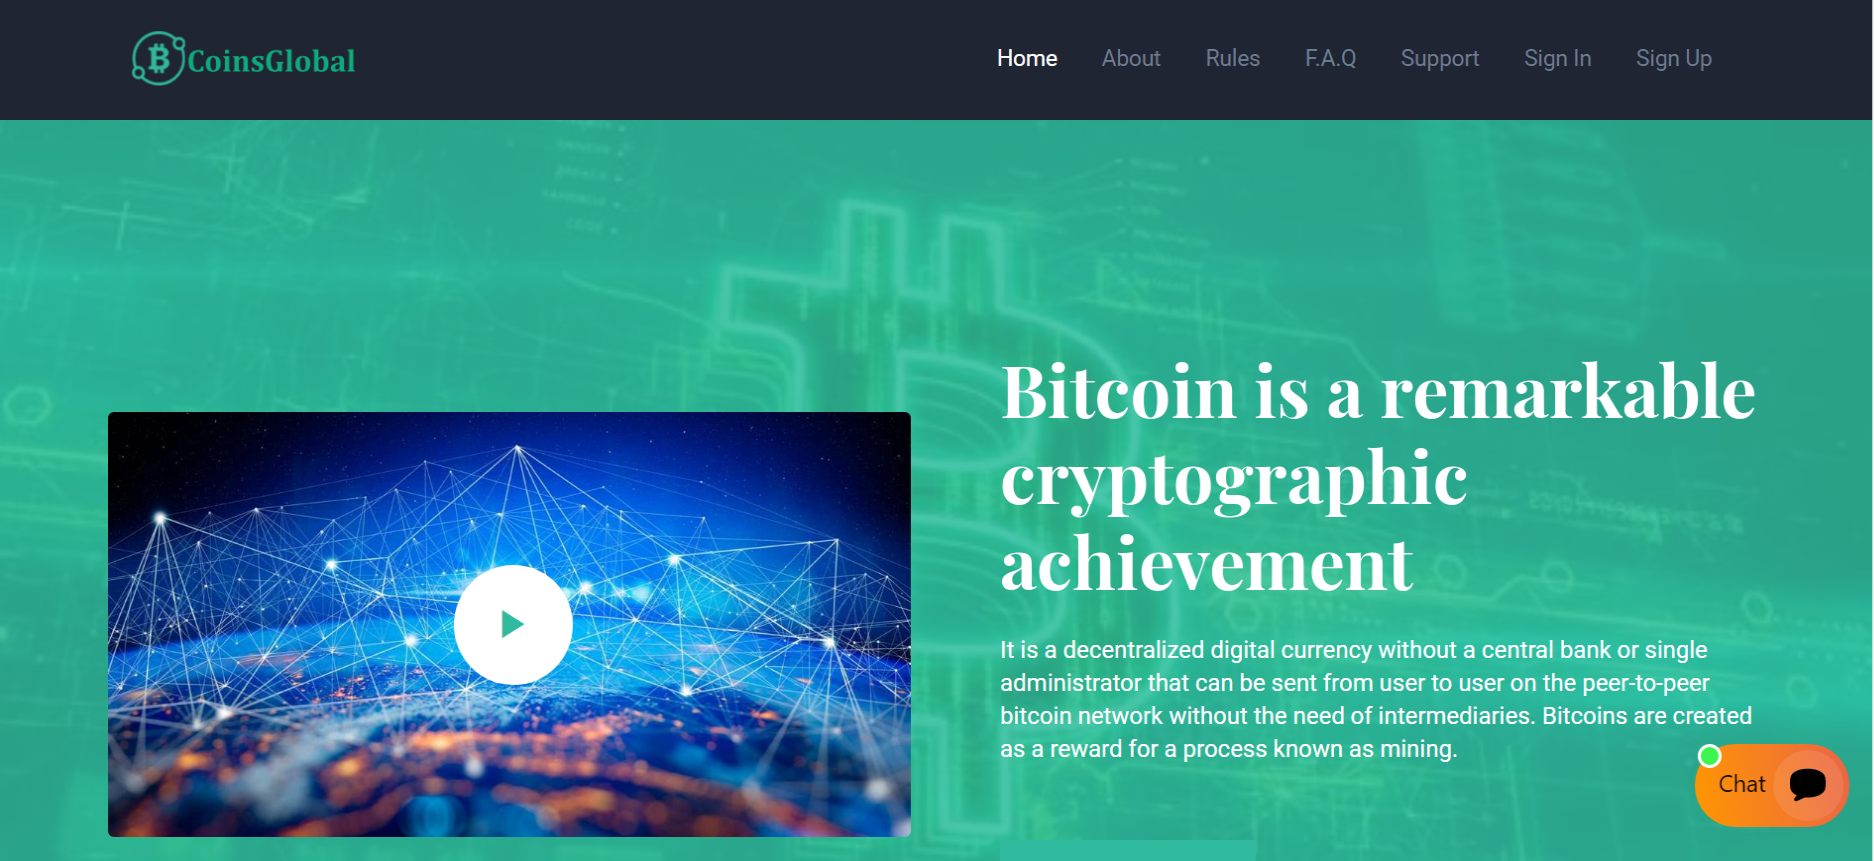 CoinsGlobal
Home About Rules F.A.Q Support Sign In Sign Up
Bitcoin is a remarkable
cryptographic
achievement
It is a decentralized digital currency without a central bank or single
administrator that can be sent from user to user on the peer-to-peer
bitcoin network without the need of intermediaries. Bitcoins are created
as a reward for a process known as mining.
Chat